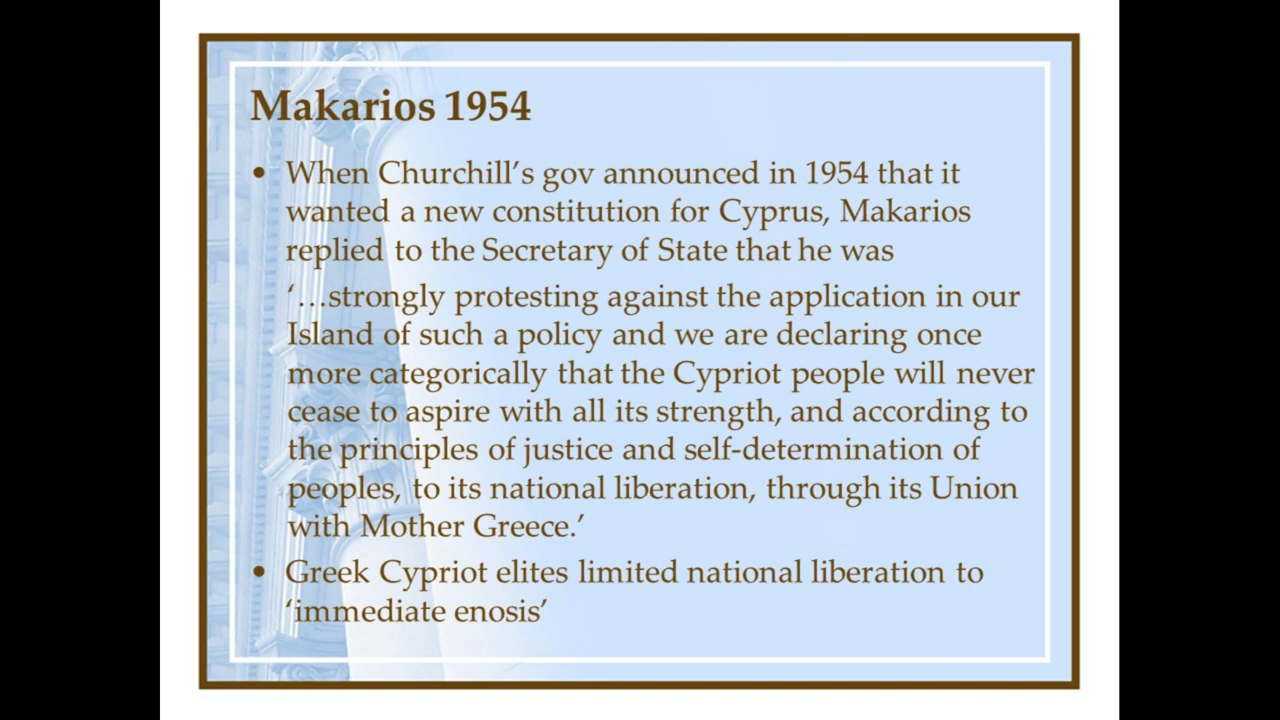 Makarios 1954
• When Churchill’s gov announced in 1954 that it
wanted a new constitution for Cyprus, Makarios
replied to the Secretary of State that he was
‘…strongly protesting against the application in our
Island of such a policy and we are declaring once
more categorically that the Cypriot people will never
cease to aspire with all its strength, and according to
the principles of justice and self-determination of
peoples, to its national liberation, through its Union
with Mother Greece.’
• Greek Cypriot elites limited national liberation to
‘immediate enosis’